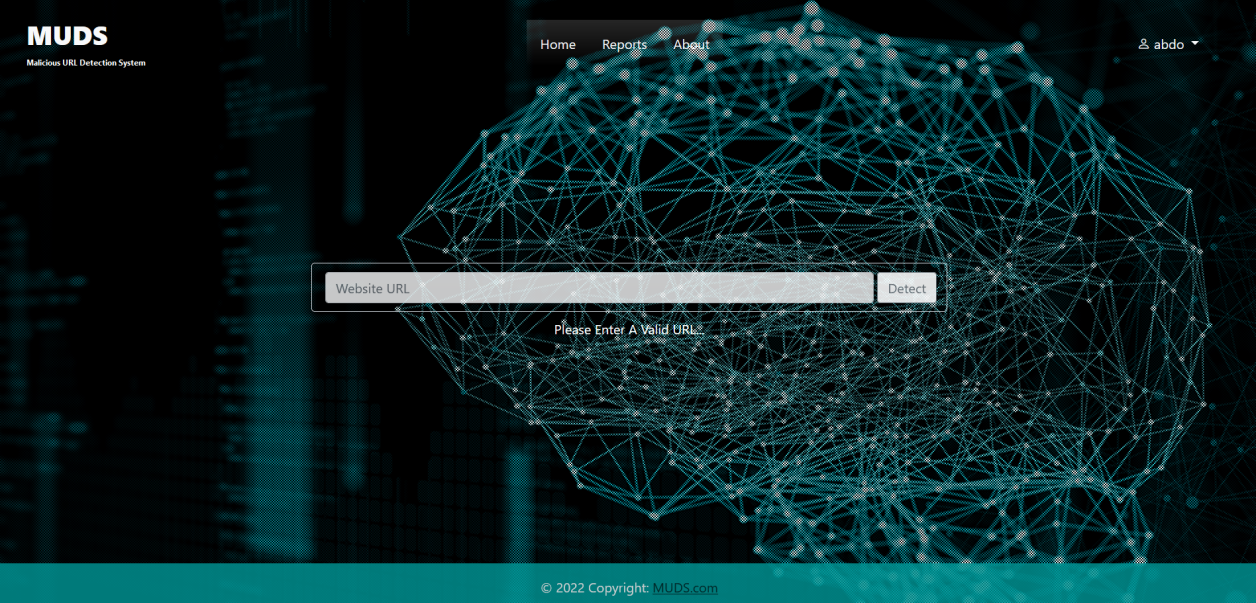 MUDS
Malicious URL Detection System
Home Reports About
abdo
Website URL Detect
Please Enter A Valid URL...
© 2022 Copyright: MUDS.com